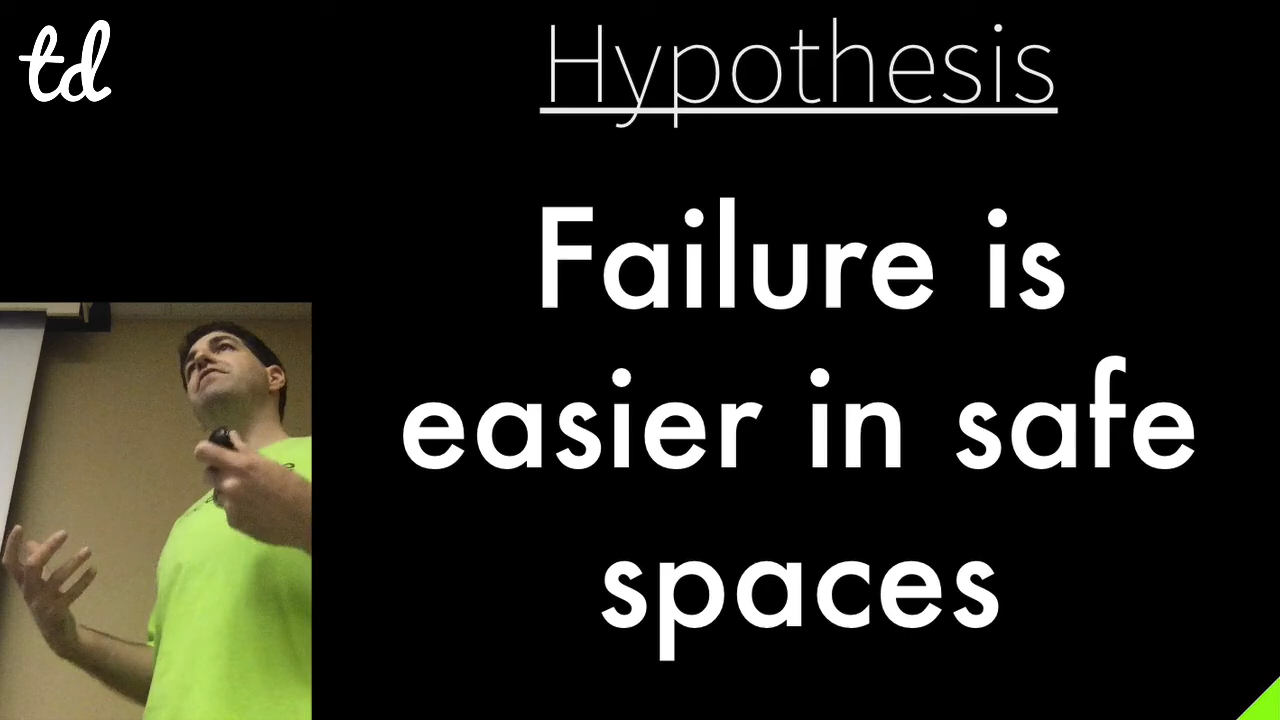 td
Hypothesis
Failure is
easier in safe
spaces